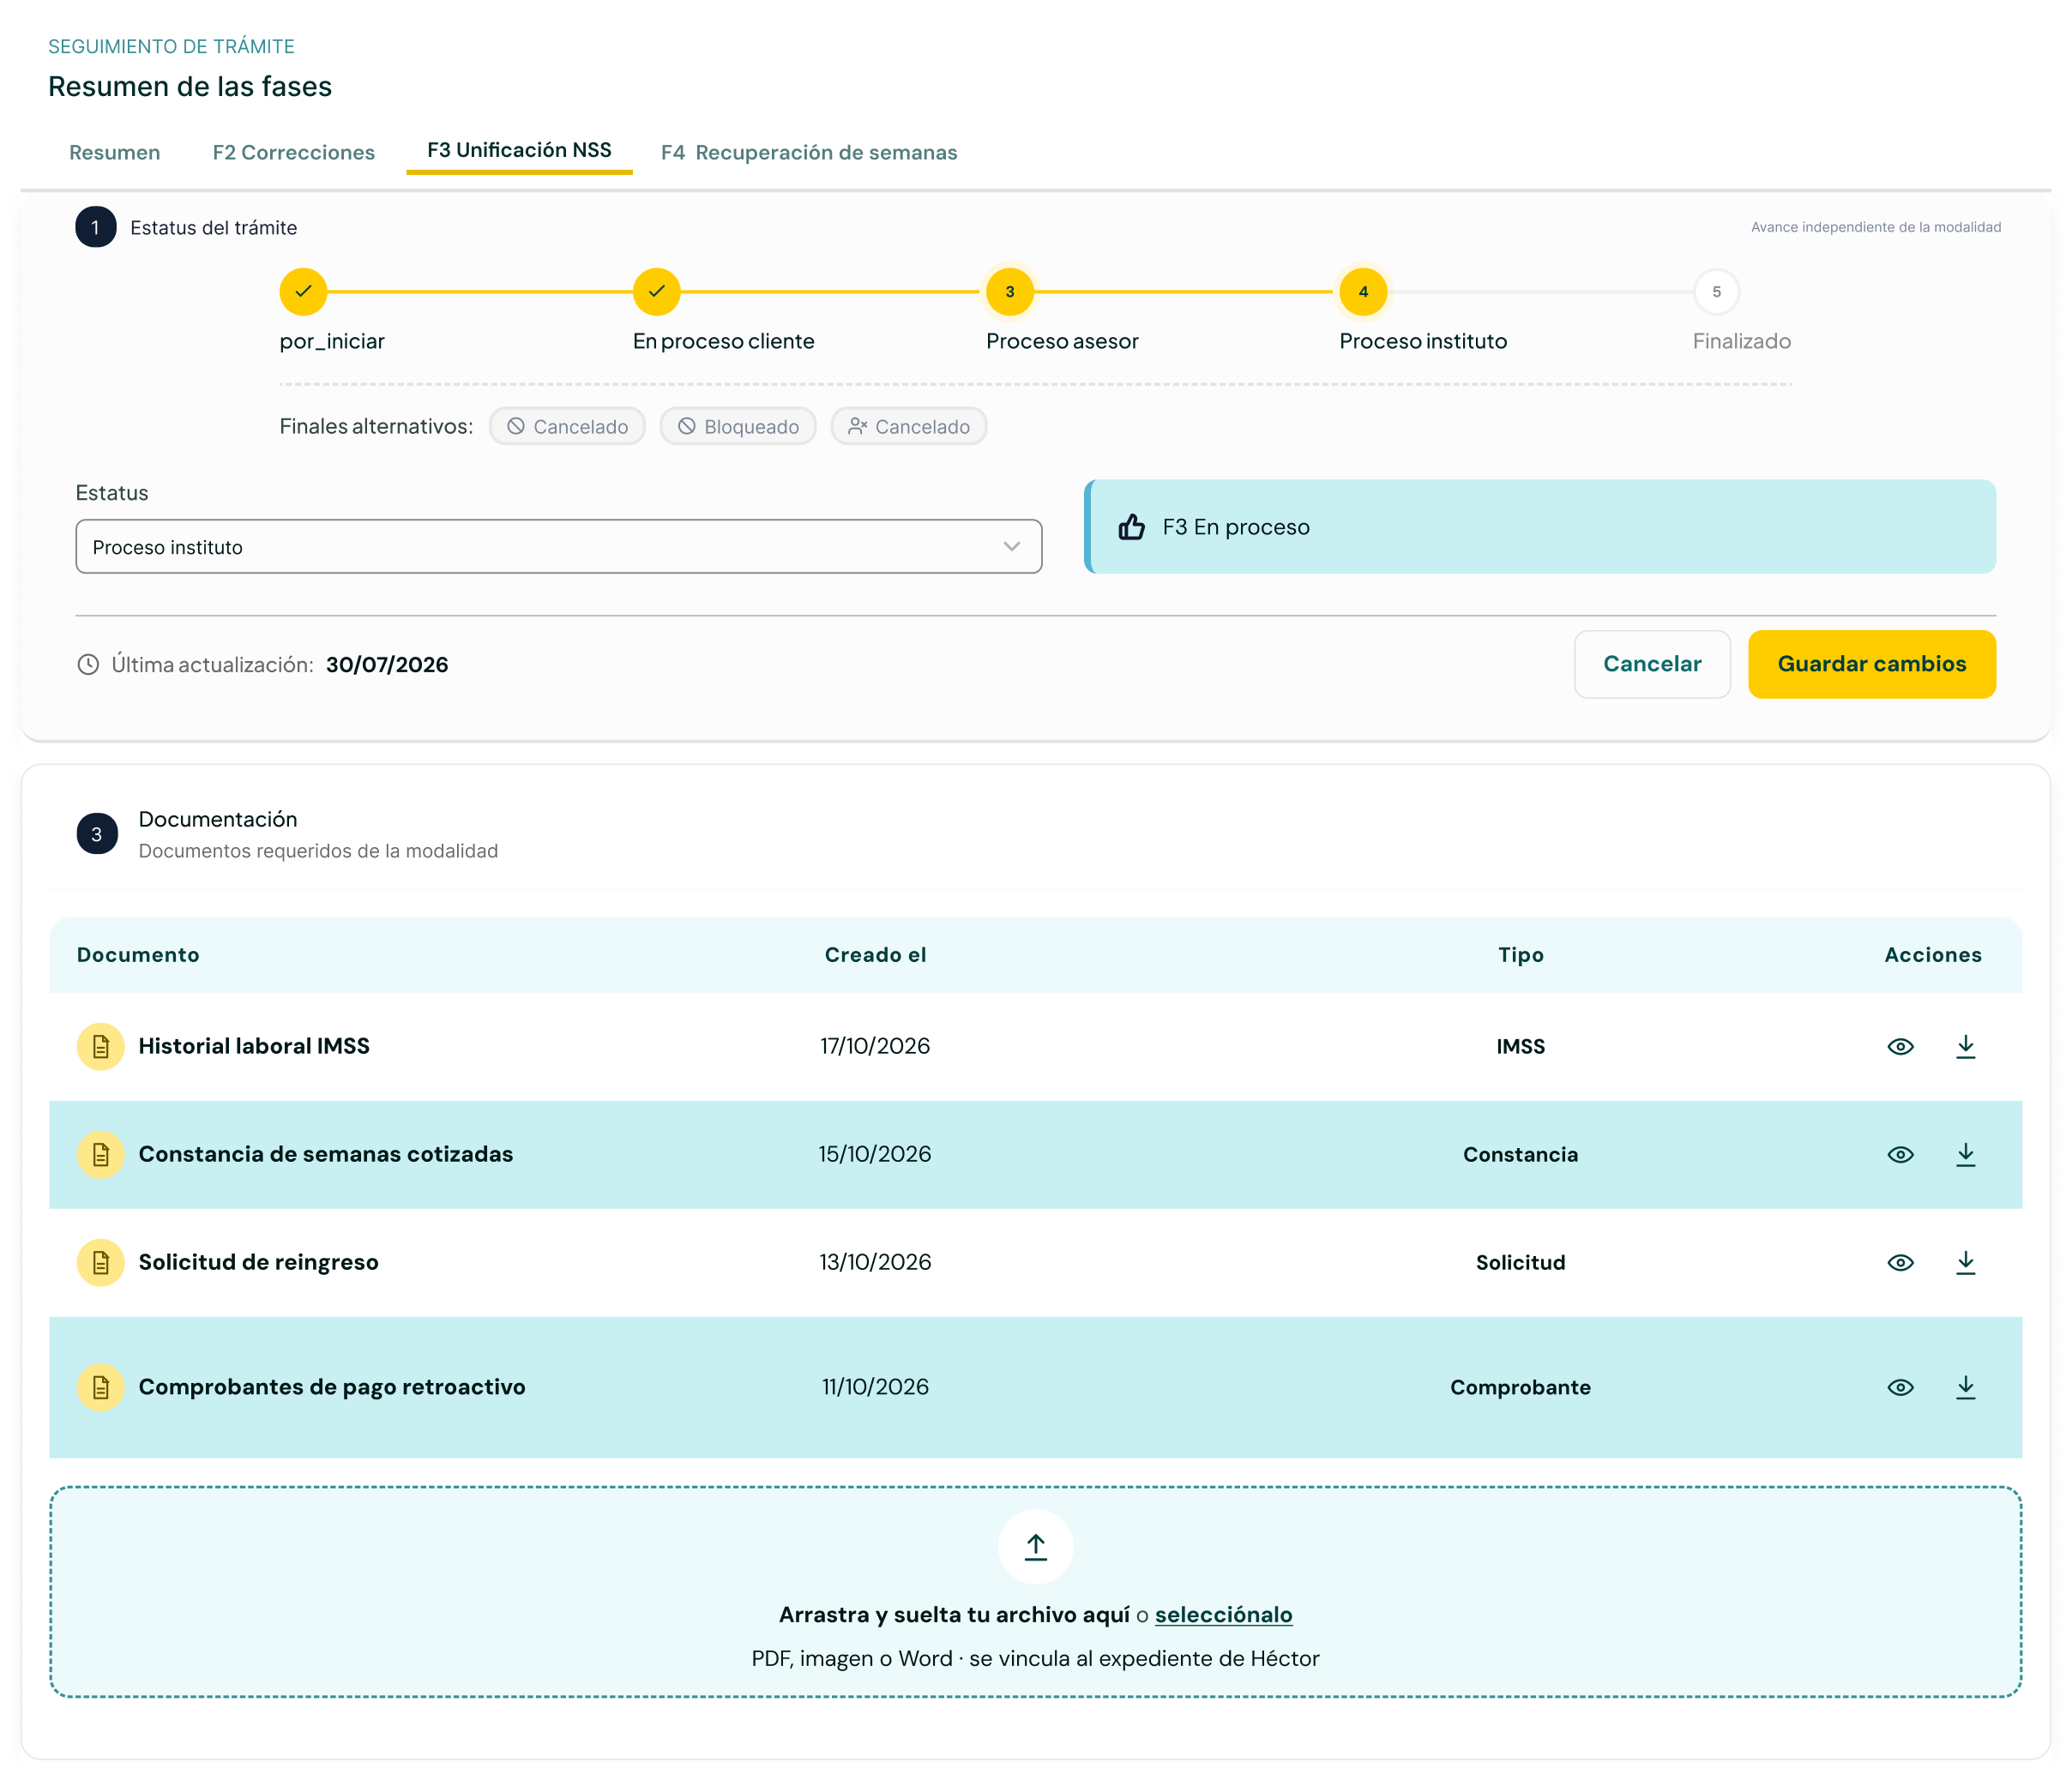 SEGUIMIENTO DE TRÁMITE
Resumen de las fases
Resumen F2 Correcciones F3 Unificación NSS F4 Recuperación de semanas
1 Estatus del trámite Avance independiente de la modalidad
3 4 5
por_iniciar En proceso cliente Proceso asesor Proceso instituto Finalizado
Finales alternativos: Cancelado Bloqueado Cancelado
Estatus
Proceso instituto
F3 En proceso
Última actualización: 30/07/2026 Cancelar Guardar cambios
3 Documentación
Documentos requeridos de la modalidad
Documento Creado el Tipo Acciones
Historial laboral IMSS 17/10/2026 IMSS
Constancia de semanas cotizadas 15/10/2026 Constancia
Solicitud de reingreso 13/10/2026 Solicitud
Comprobantes de pago retroactivo 11/10/2026 Comprobante
Arrastra y suelta tu archivo aquí o selecciónalo
PDF, imagen o Word · se vincula al expediente de Héctor